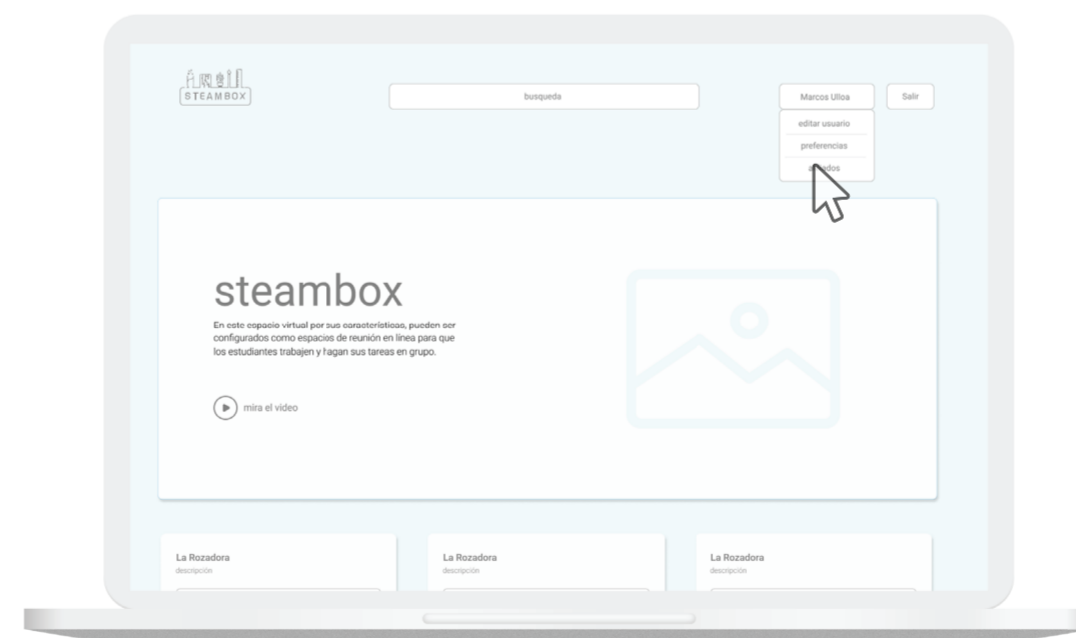 STEAMBOX
busqueda
Marcos Ulloa
Salir
editar usuario
preferencias
steambox
En este espacio virtual por sus características, pueden ser
configurados como espacios de reunión en línea para que
los estudiantes trabajen y hagan sus tareas en grupo.
mira el video
La Rozadora
descripción
La Rozadora
descripción
La Rozadora
descripción